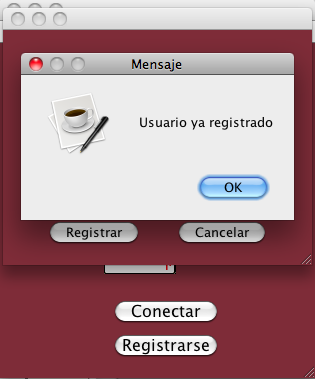 Mensaje
Usuario ya registrado
OK
Registrar Cancelar
Conectar
Registrarse